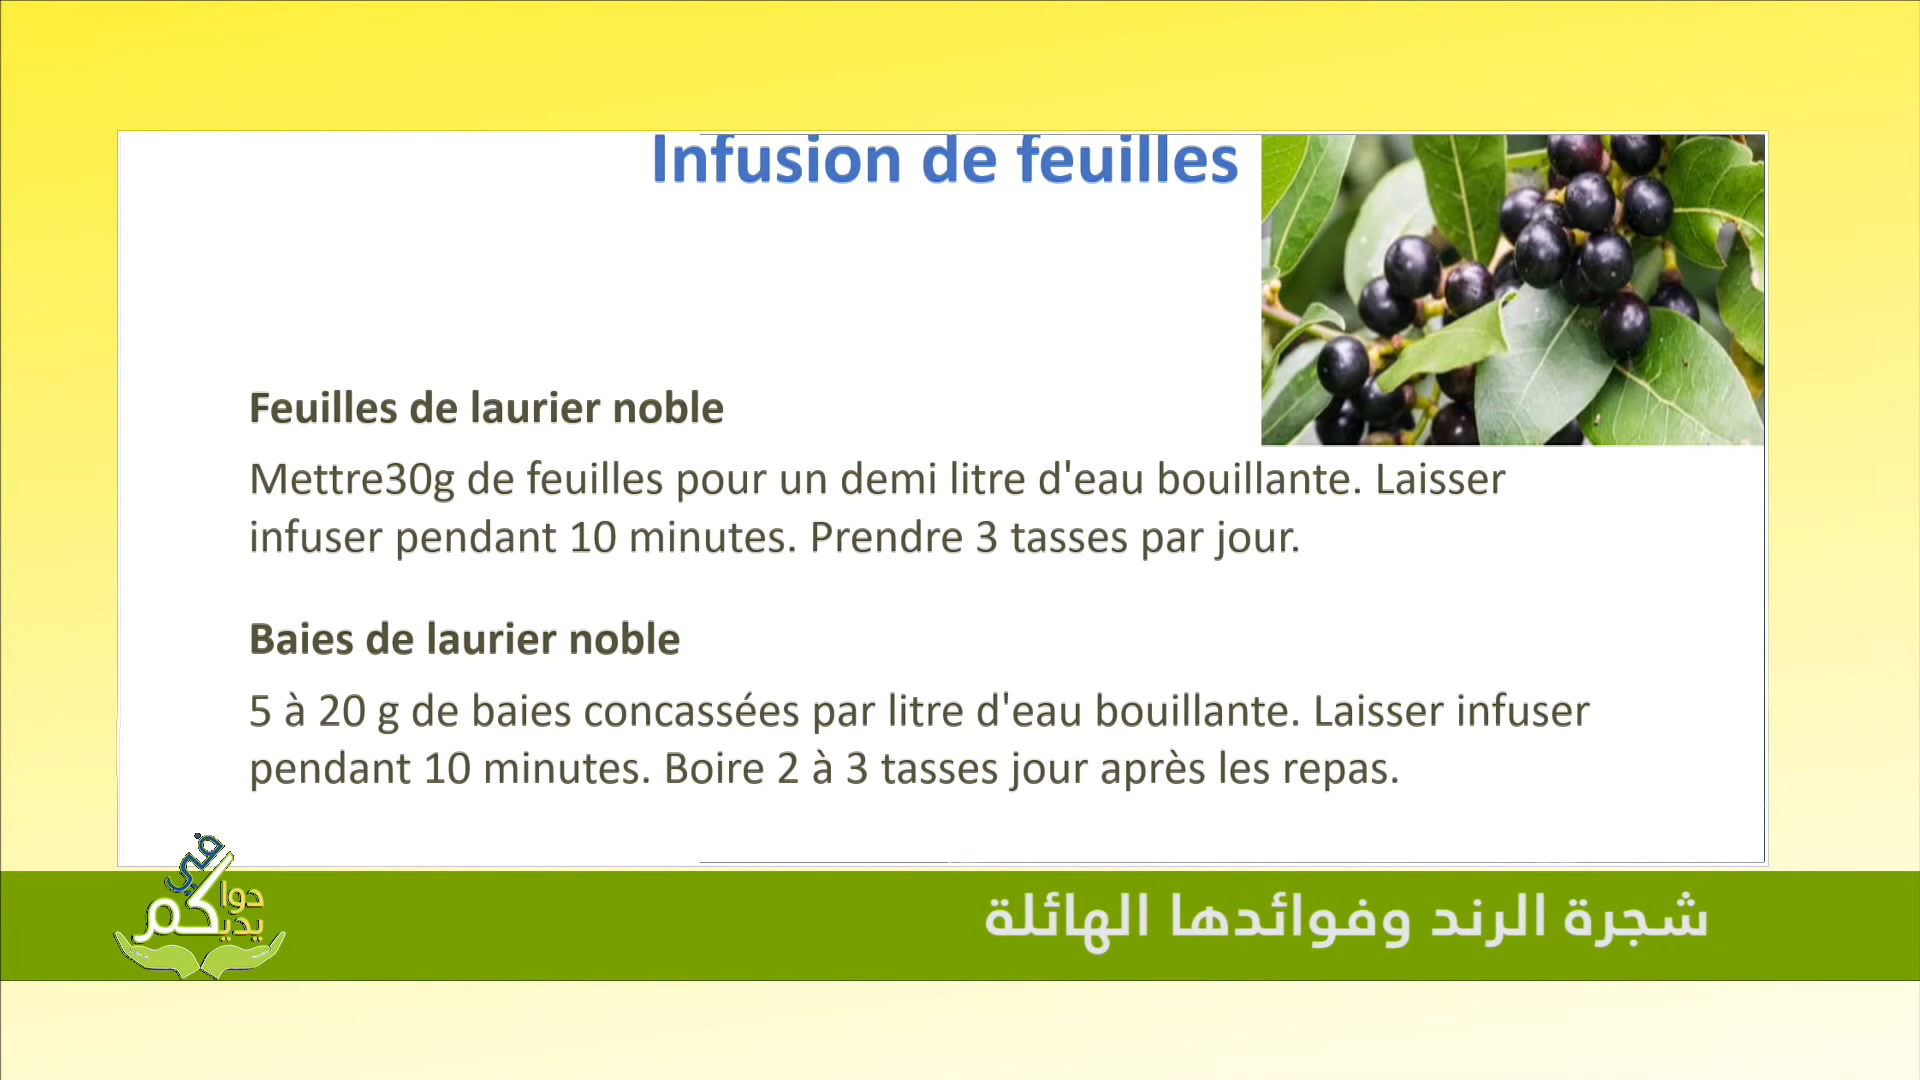 Infusion de feuilles
Feuilles de laurier noble
Mettre30g de feuilles pour un demi litre d'eau bouillante. Laisser
infuser pendant 10 minutes. Prendre 3 tasses par jour.
Baies de laurier noble
5 à 20 g de baies concassées par litre d'eau bouillante. Laisser infuser
pendant 10 minutes. Boire 2 à 3 tasses jour après les repas.
دوا
في
يديكم
شجرة الرند وفوائدها الهائلة